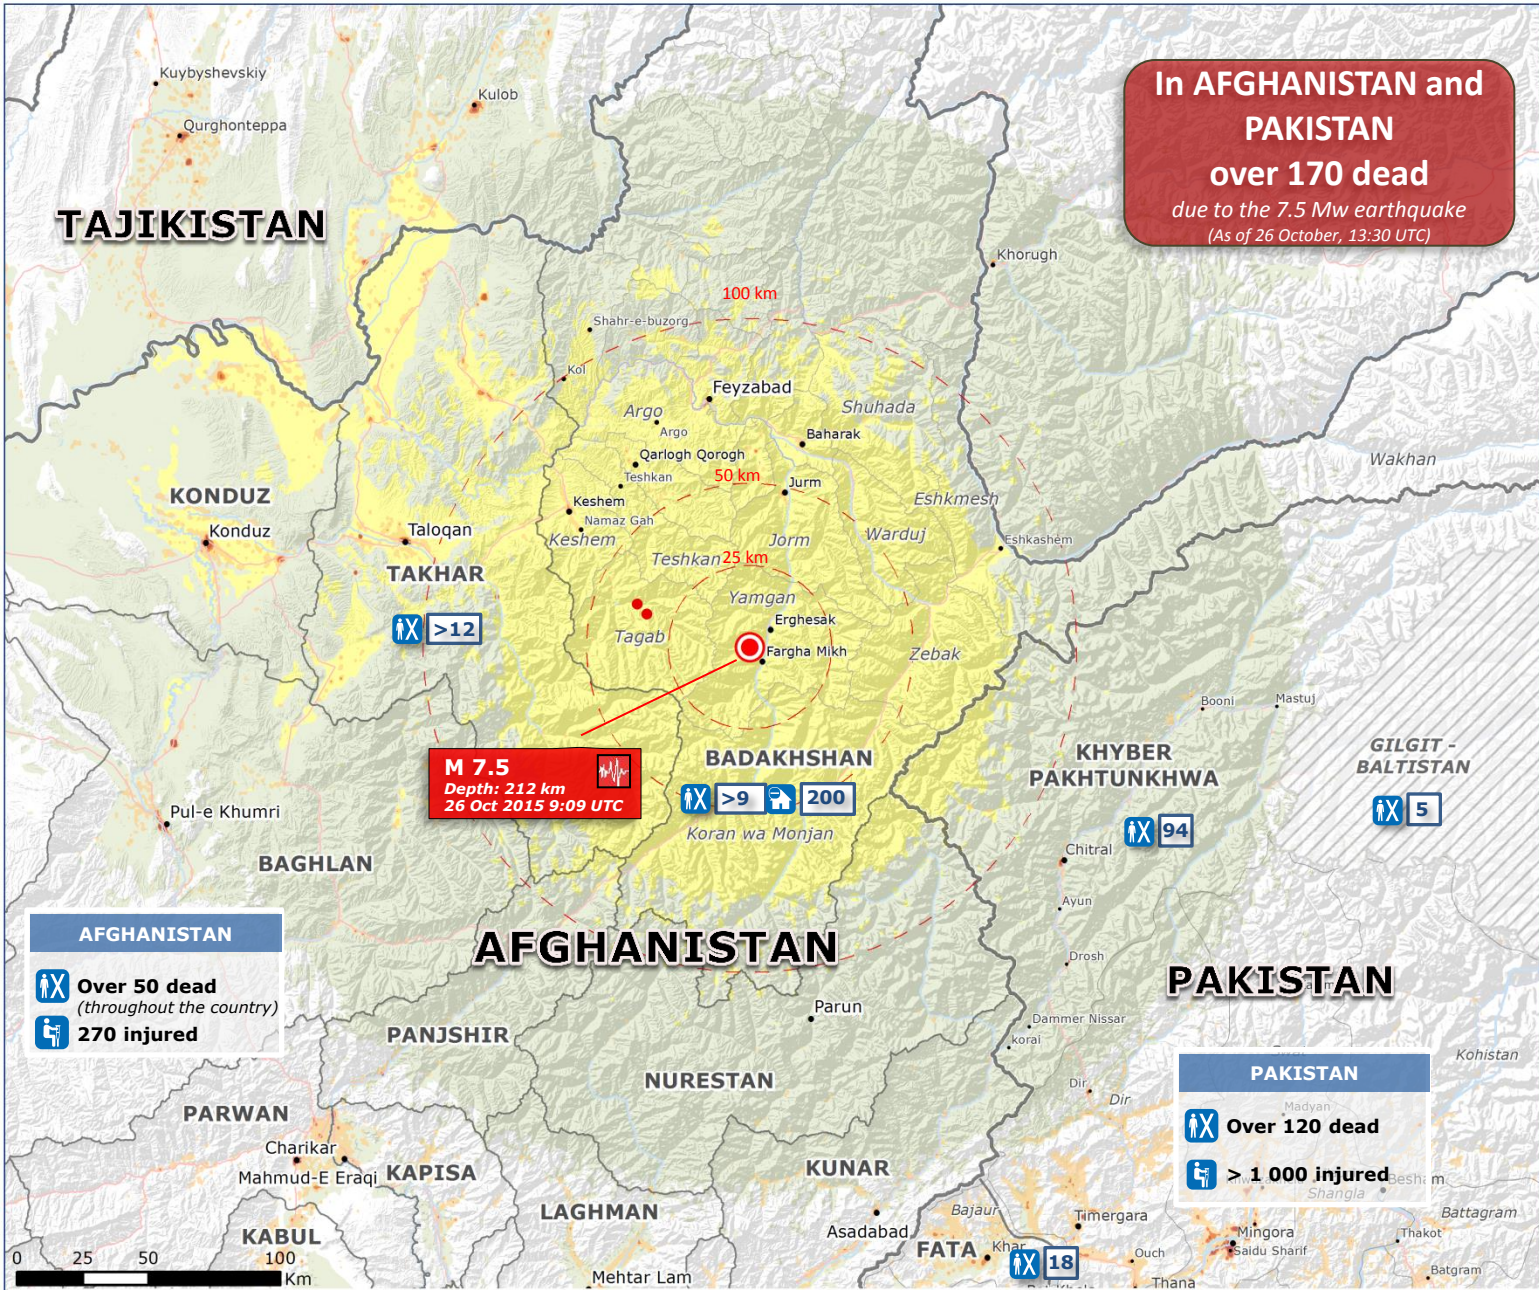 In AFGHANISTAN and
PAKISTAN
over 170 dead
due to the 7.5 Mw earthquake
(As of 26 October, 13:30 UTC)
Kuybyshevskiy
Kulob
Qurghonteppa
TAJIKISTAN
Khorugh
100 km
Shahr-e-buzorg
Kol
Feyzabad
Argo
Argo
Shuhada
Baharak
Qarlogh Qorogh
Teshkan
50 km
Jurm
Wakhan
KONDUZ
Konduz
Keshem
Namaz Gah
Keshem
Eshkmesh
Taloqan
Jorm
Warduj
Eshkashem
TAKHAR
Teshkan
25 km
Yamgan
>12
Tagab
Erghesak
Fargha Mikh
Zebak
Booni
Mastuj
M 7.5
Depth: 212 km
26 Oct 2015 9:09 UTC
BADAKHSHAN
>9
200
Koran wa Monjan
KHYBER
PAKHTUNKHWA
94
GILGIT -
BALTISTAN
5
Pul-e Khumri
BAGHLAN
Chitral
Ayun
AFGHANISTAN
Over 50 dead
(throughout the country)
270 injured
AFGHANISTAN
Drosh
PAKISTAN
Parun
Dammer Nissar
korai
PANJSHIR
NURESTAN
Kohistan
Dir
Dir
PAKISTAN
Madyan
Over 120 dead
> 1 000 injured
Besham
Shangla
Battagram
PARWAN
Charikar
Mahmud-E Eraqi
KAPISA
KUNAR
LAGHMAN
Asadabad
Bajaur
Timergara
KABUL
FATA
Khar
18
Ouch
Mingora
Saidu Sharif
Thakot
Batgram
Thana
Mehtar Lam
0 25 50 100
Km